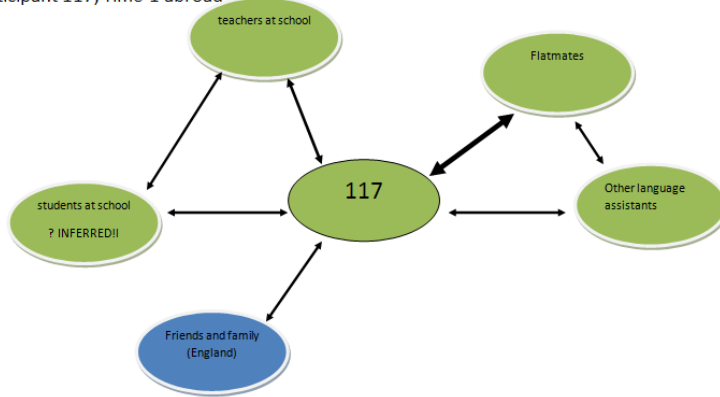 teachers at school
Flatmates
117
Other language
assistants
students at school
? INFERRED!I
Friends and family
(England)